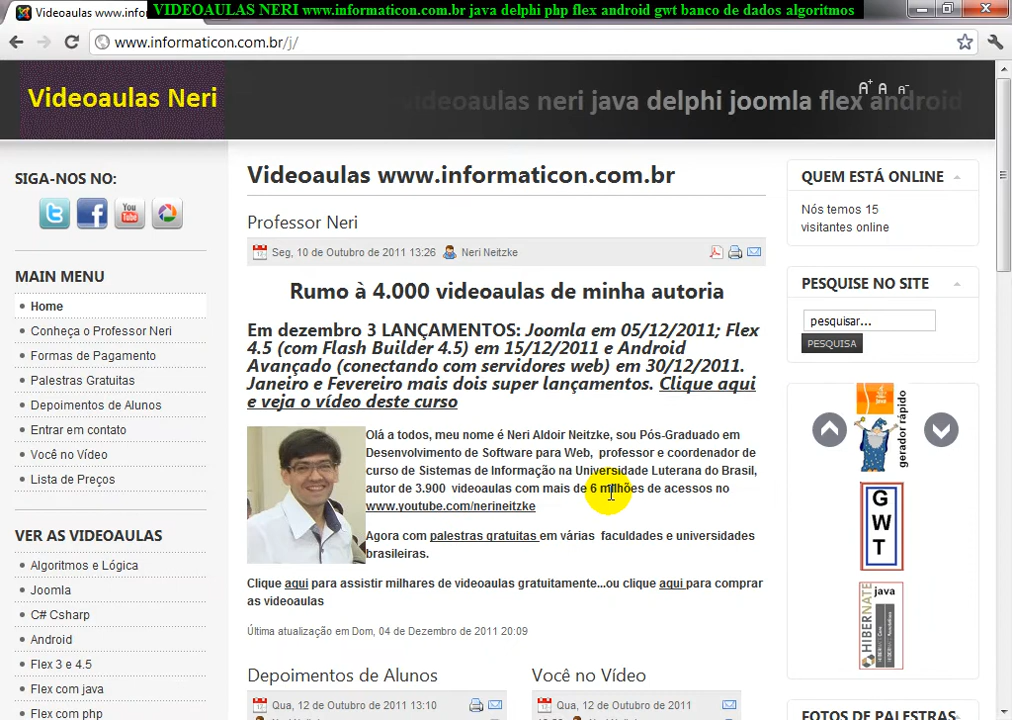 Videoaulas www.infor
VIDEOAULAS NERI www.informaticon.com.br java delphi php flex android gwt banco de dados algoritmos
www.informaticon.com.br/j/
Videoaulas Neri
videoaulas neri java delphi joomla flex android
A+ A A-
SIGA-NOS NO:
You
Tube
MAIN MENU
Home
Conheça o Professor Neri
Formas de Pagamento
Palestras Gratuitas
Depoimentos de Alunos
Entrar em contato
Você no Vídeo
Lista de Preços
VER AS VIDEOAULAS
Algoritmos e Lógica
Joomla
C# Csharp
Android
Flex 3 e 4.5
Flex com java
Flex com php
Videoaulas www.informaticon.com.br
Professor Neri
Seg, 10 de Outubro de 2011 13:26 Neri Neitzke
Rumo à 4.000 videoaulas de minha autoria
Em dezembro 3 LANÇAMENTOS: Joomla em 05/12/2011; Flex
4.5 (com Flash Builder 4.5) em 15/12/2011 e Android
Avançado (conectando com servidores web) em 30/12/2011.
Janeiro e Fevereiro mais dois super lançamentos. Clique aqui
e veja o vídeo deste curso
Olá a todos, meu nome é Neri Aldoir Neitzke, sou Pós-Graduado em
Desenvolvimento de Software para Web, professor e coordenador de
curso de Sistemas de Informação na Universidade Luterana do Brasil,
autor de 3.900 videoaulas com mais de 6 milhões de acessos no
www.youtube.com/nerineitzke
Agora com palestras gratuitas em várias faculdades e universidades
brasileiras.
Clique aqui para assistir milhares de videoaulas gratuitamente...ou clique aqui para comprar
as videoaulas
Última atualização em Dom, 04 de Dezembro de 2011 20:09
Depoimentos de Alunos
Qua, 12 de Outubro de 2011 13:10
Você no Vídeo
Qua, 12 de Outubro de 2011
QUEM ESTÁ ONLINE
Nós temos 15
visitantes online
PESQUISE NO SITE
pesquisar...
PESQUISA
gerador rápido
GWT
java
HIBERNATE
FOTOS DE PALESTRAS